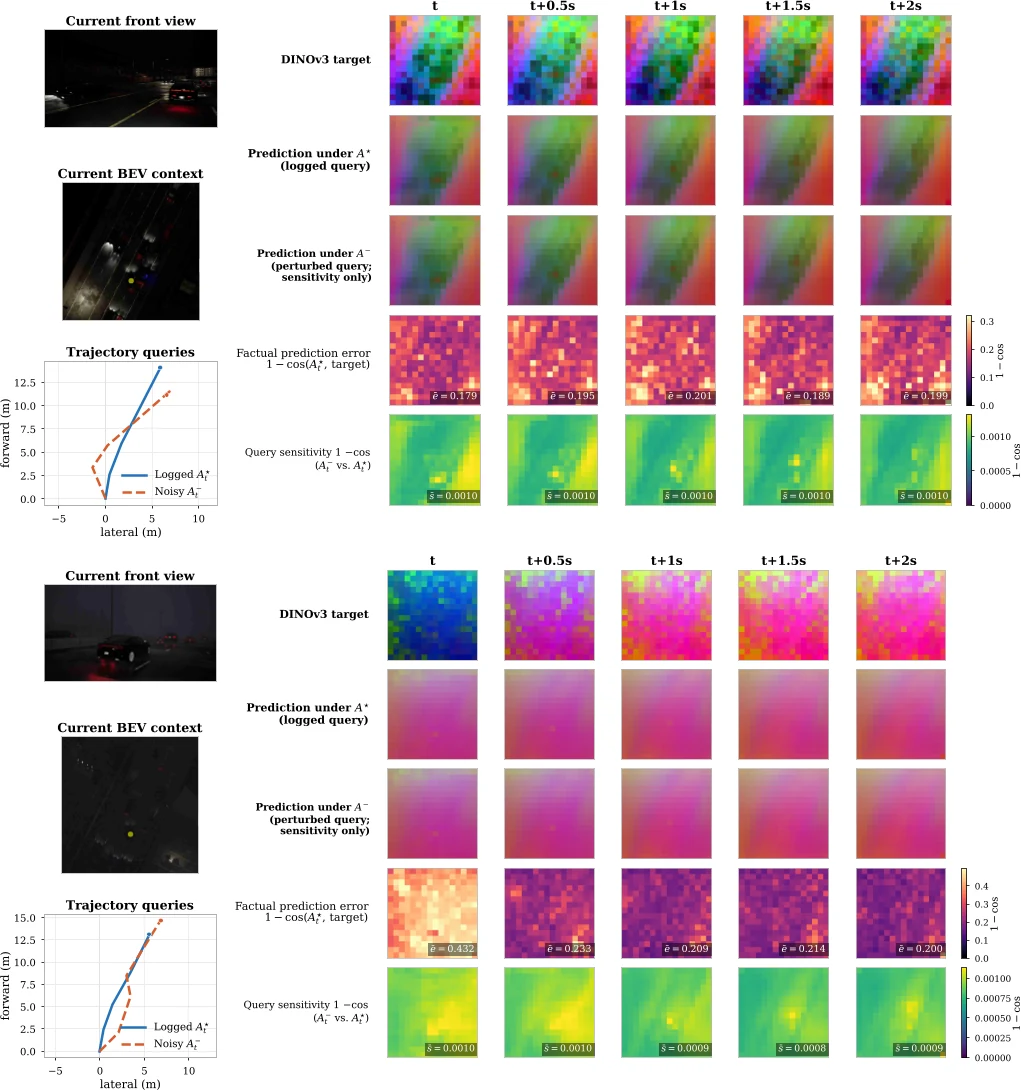 Current front view
t
t+0.5s
t+1s
t+1.5s
t+2s
DINOv3 target
Current BEV context
Prediction under A⋆
(logged query)
Prediction under A⁻
(perturbed query;
sensitivity only)
Trajectory queries
Factual prediction error
1 − cos(Aₜ⋆, target)
ē = 0.179
ē = 0.195
ē = 0.201
ē = 0.189
ē = 0.199
0.3
0.2
0.1
0.0
1 − cos
Query sensitivity 1 −cos
(Aₜ⁻ vs. Aₜ⋆)
s̄ = 0.0010
s̄ = 0.0010
s̄ = 0.0010
s̄ = 0.0010
s̄ = 0.0010
0.0010
0.0005
0.0000
1 − cos
12.5
10.0
7.5
5.0
2.5
0.0
forward (m)
Logged Aₜ⋆
Noisy Aₜ⁻
−5
0
5
10
lateral (m)
Current front view
t
t+0.5s
t+1s
t+1.5s
t+2s
DINOv3 target
Current BEV context
Prediction under A⋆
(logged query)
Prediction under A⁻
(perturbed query;
sensitivity only)
Trajectory queries
Factual prediction error
1 − cos(Aₜ⋆, target)
ē = 0.432
ē = 0.233
ē = 0.209
ē = 0.214
ē = 0.200
0.4
0.3
0.2
0.1
0.0
1 − cos
Query sensitivity 1 −cos
(Aₜ⁻ vs. Aₜ⋆)
s̄ = 0.0010
s̄ = 0.0010
s̄ = 0.0009
s̄ = 0.0008
s̄ = 0.0009
0.00100
0.00075
0.00050
0.00025
0.00000
1 − cos
15.0
12.5
10.0
7.5
5.0
2.5
0.0
forward (m)
Logged Aₜ⋆
Noisy Aₜ⁻
−5
0
5
10
lateral (m)